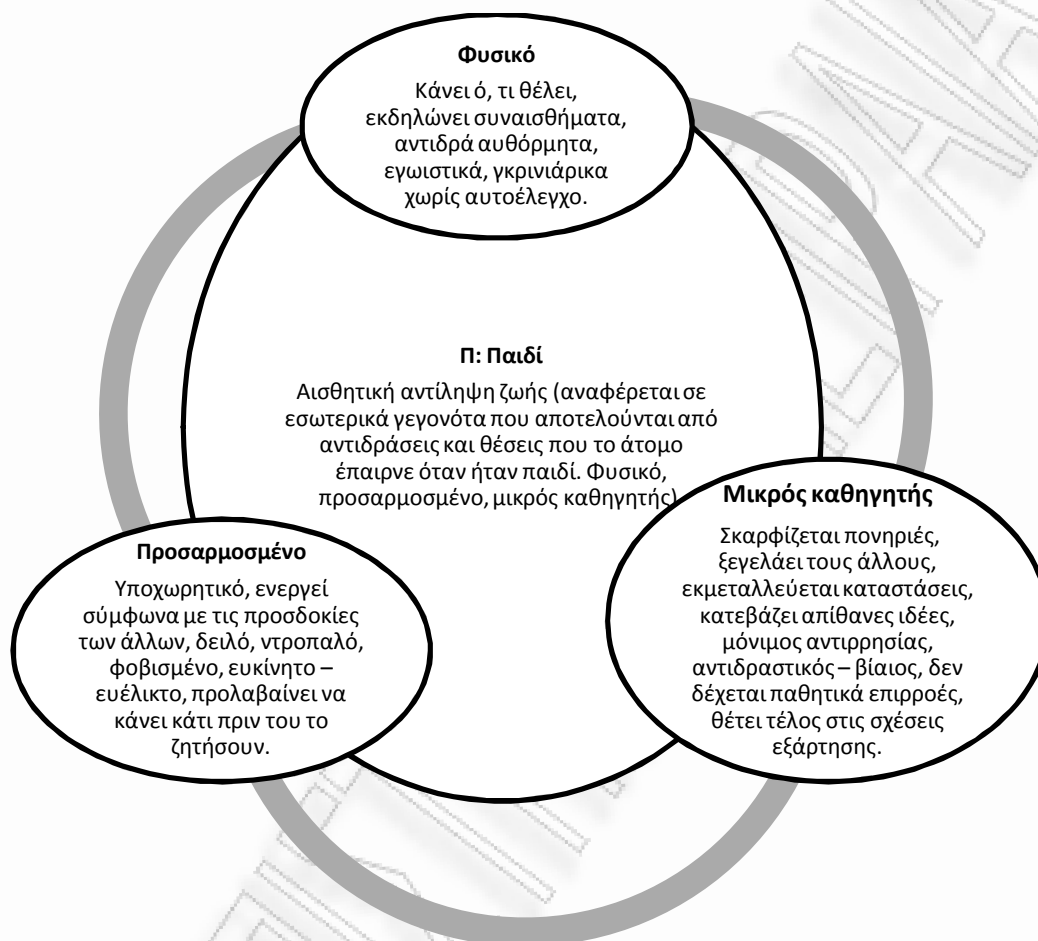 Φυσικό
Κάνει ό, τι θέλει,
εκδηλώνει συναισθήματα,
αντιδρά αυθόρμητα,
εγωιστικά, γκρινιάρικα
χωρίς αυτοέλεγχο.
Π: Παιδί
Αισθητική αντίληψη ζωής (αναφέρεται σε
εσωτερικά γεγονότα που αποτελούνται από
αντιδράσεις και θέσεις που το άτομο
έπαιρνε όταν ήταν παιδί. Φυσικό,
προσαρμοσμένο, μικρός καθηγητής)
Μικρός καθηγητής
Σκαρφίζεται πονηριές,
ξεγελάει τους άλλους,
εκμεταλλεύεται καταστάσεις,
κατεβάζει απίθανες ιδέες,
μόνιμος αντιρρησίας,
αντιδραστικός – βίαιος, δεν
δέχεται παθητικά επιρροές,
θέτει τέλος στις σχέσεις
εξάρτησης.
Προσαρμοσμένο
Υποχωρητικό, ενεργεί
σύμφωνα με τις προσδοκίες
των άλλων, δειλό, ντροπαλό,
φοβισμένο, ευκίνητο –
ευέλικτο, προλαβαίνει να
κάνει κάτι πριν του το
ζητήσουν.